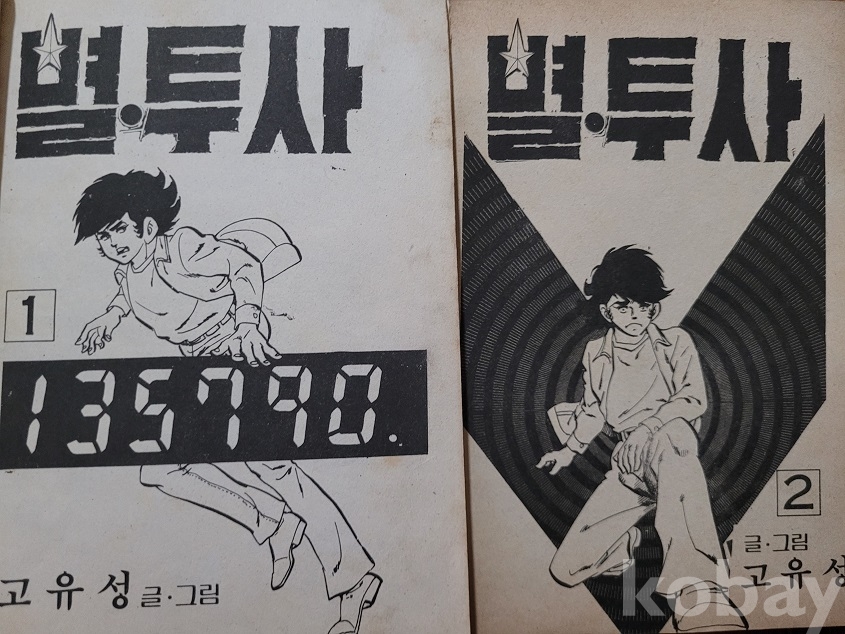 별·투사
1
135790.
고유성 글·그림
별·투사
2
글·그림
고유성
kobay